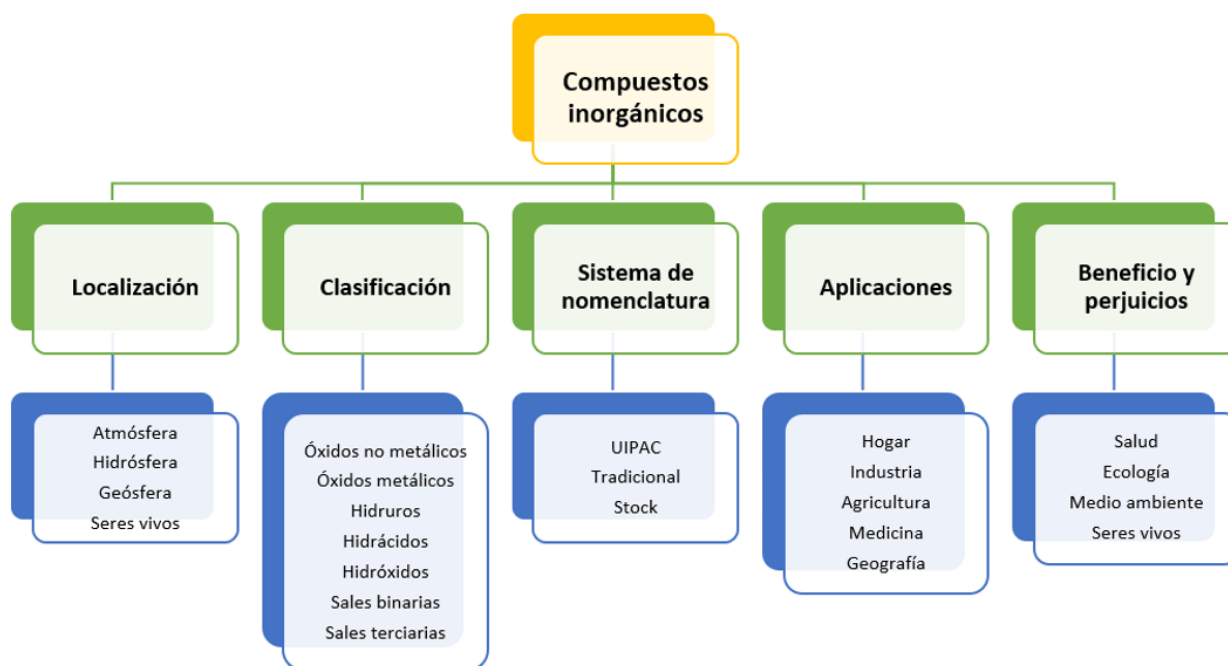 Compuestos
inorgánicos
Localización
Clasificación
Sistema de
nomenclatura
Aplicaciones
Beneficio y
perjuicios
Atmósfera
Hidrósfera
Geósfera
Seres vivos
Óxidos no metálicos
Óxidos metálicos
Hidruros
Hidrácidos
Hidróxidos
Sales binarias
Sales terciarias
UIPAC
Tradicional
Stock
Hogar
Industria
Agricultura
Medicina
Geografía
Salud
Ecología
Medio ambiente
Seres vivos